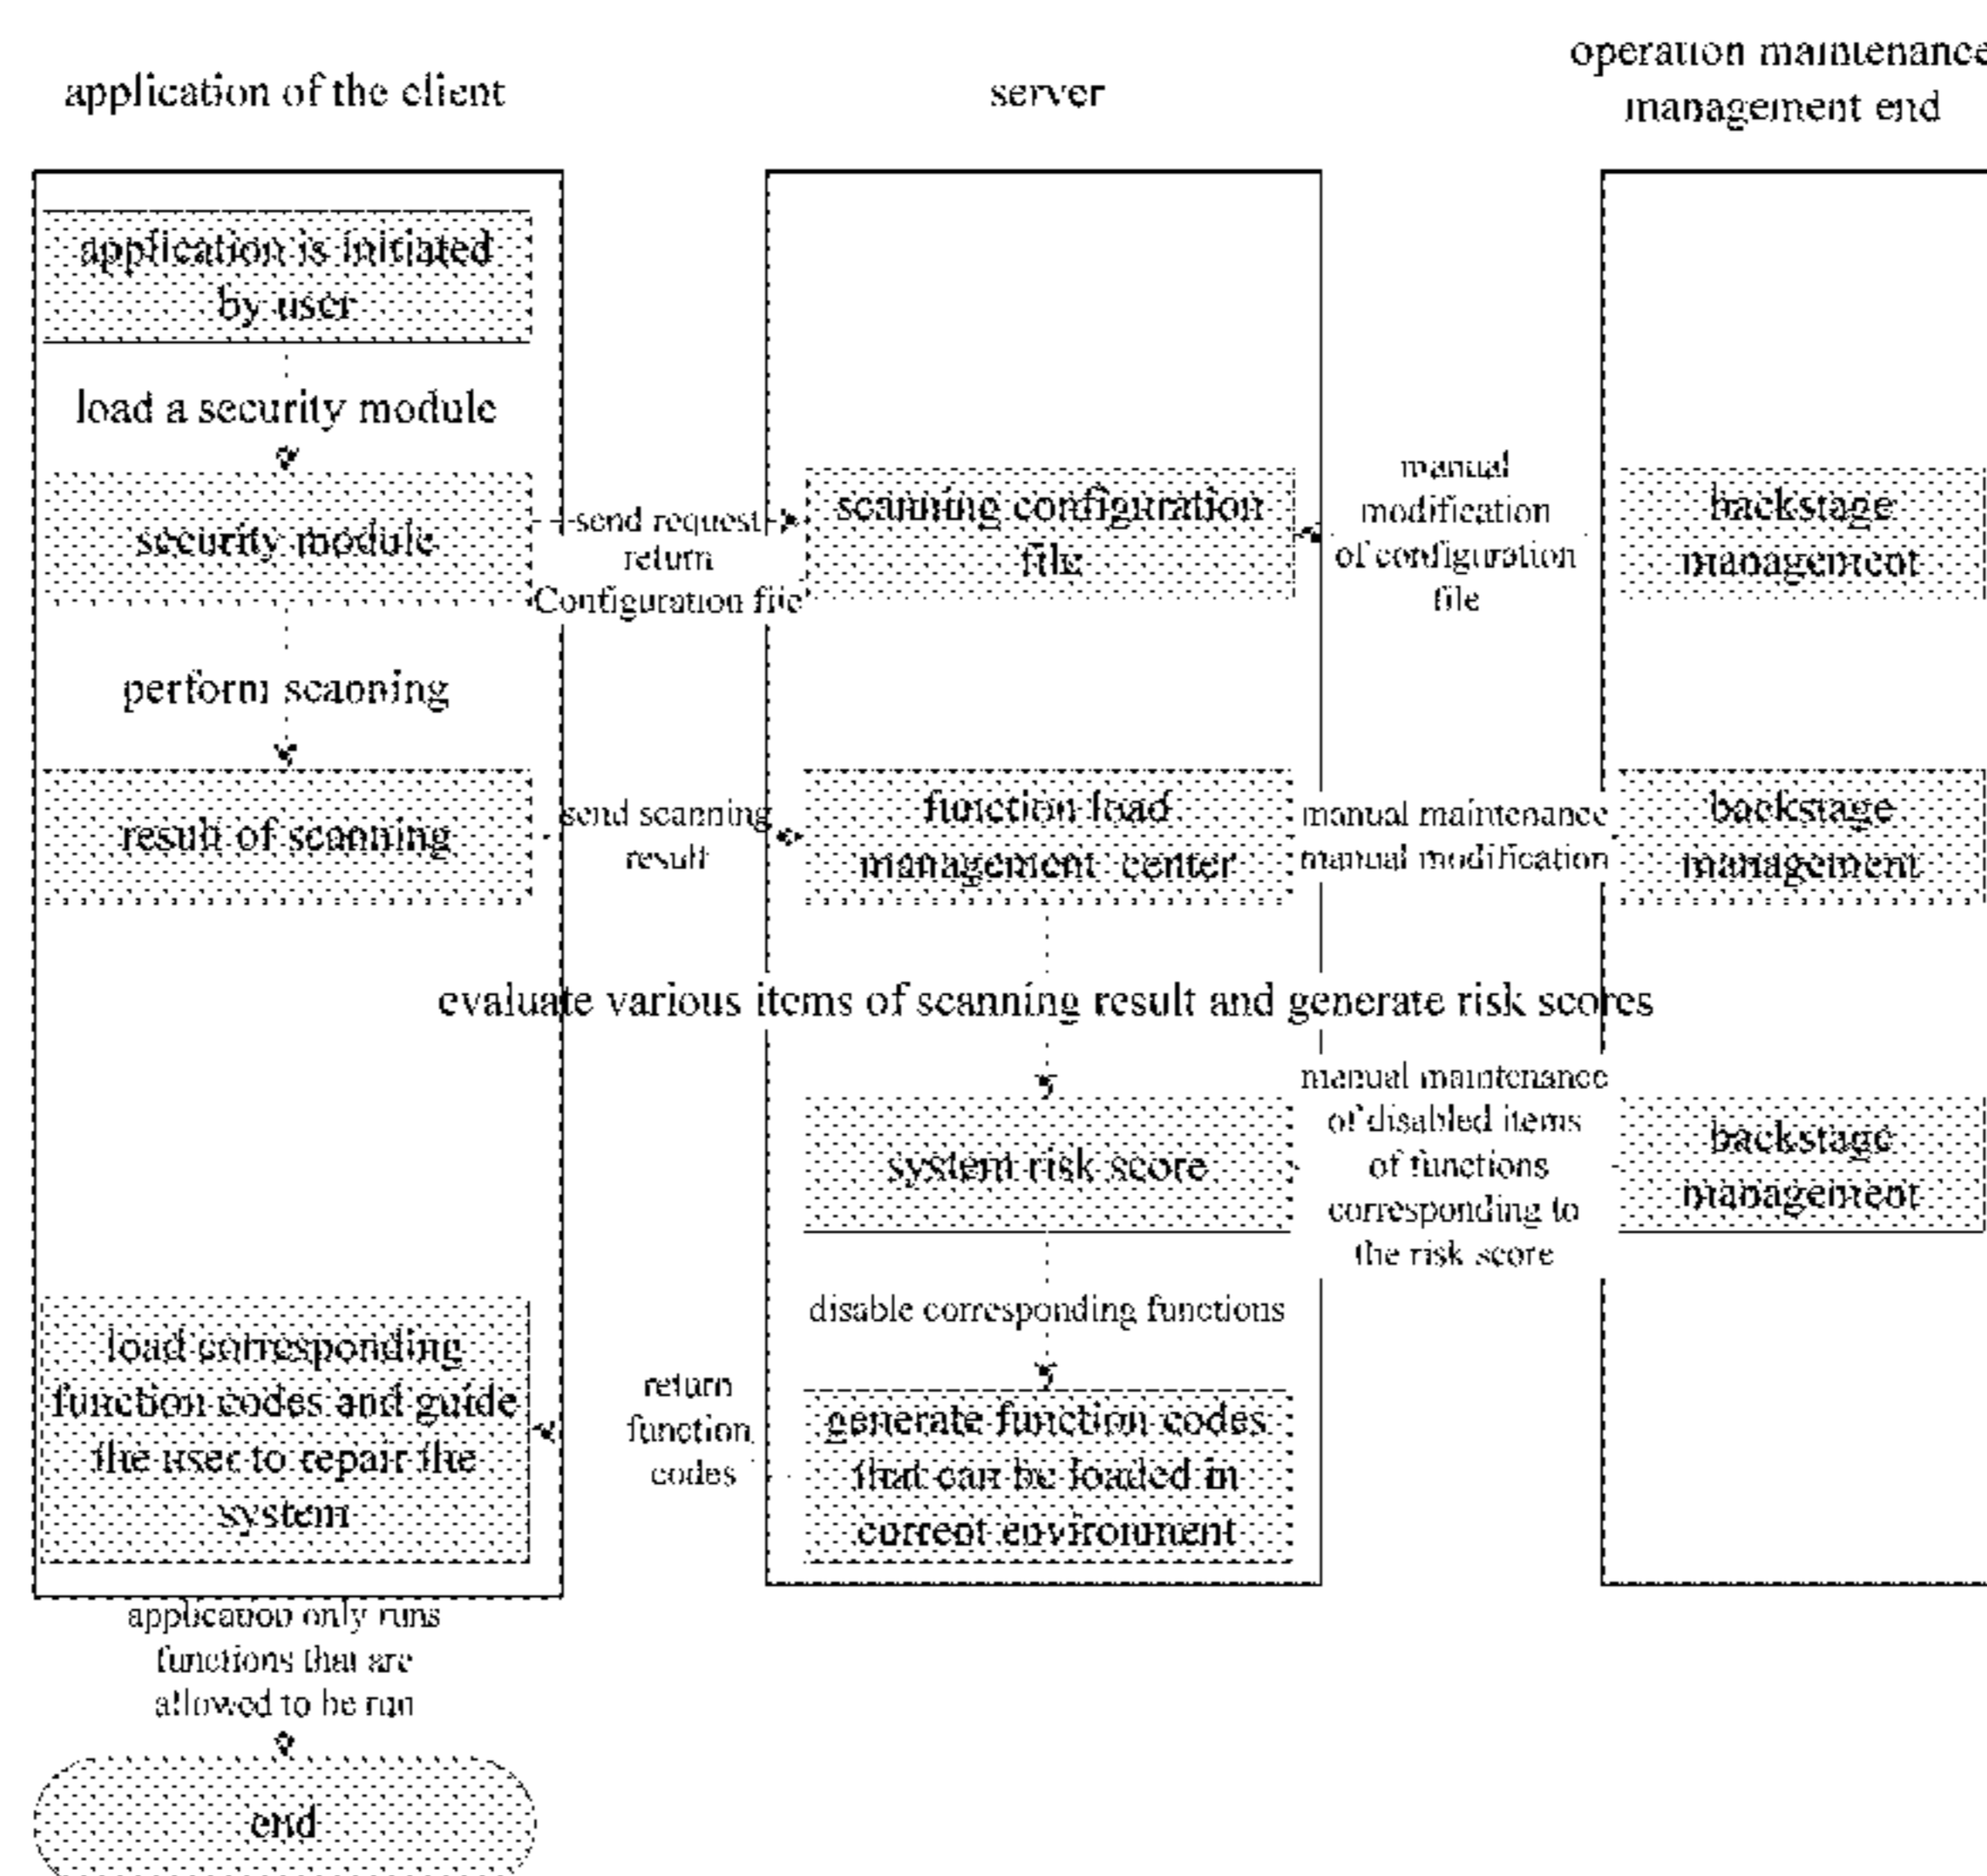 application of the client
server
operation maintenance
management end
application is initiated
by user
load a security module
security module
send request
return
Configuration file
scanning configuration
file
manual
modification
of configuration
file
backstage
management
perform scanning
result of scanning
send scanning
result
function load
management center
manual maintenance
manual modification
backstage
management
evaluate various items of scanning result and generate risk scores
system risk score
manual maintenance
of disabled items
of functions
corresponding to
the risk score
backstage
management
disable corresponding functions
load corresponding
function codes and guide
the user to repair the
system
return
function
codes
generate function codes
that can be loaded in
current environment
application only runs
functions that are
allowed to be run
end